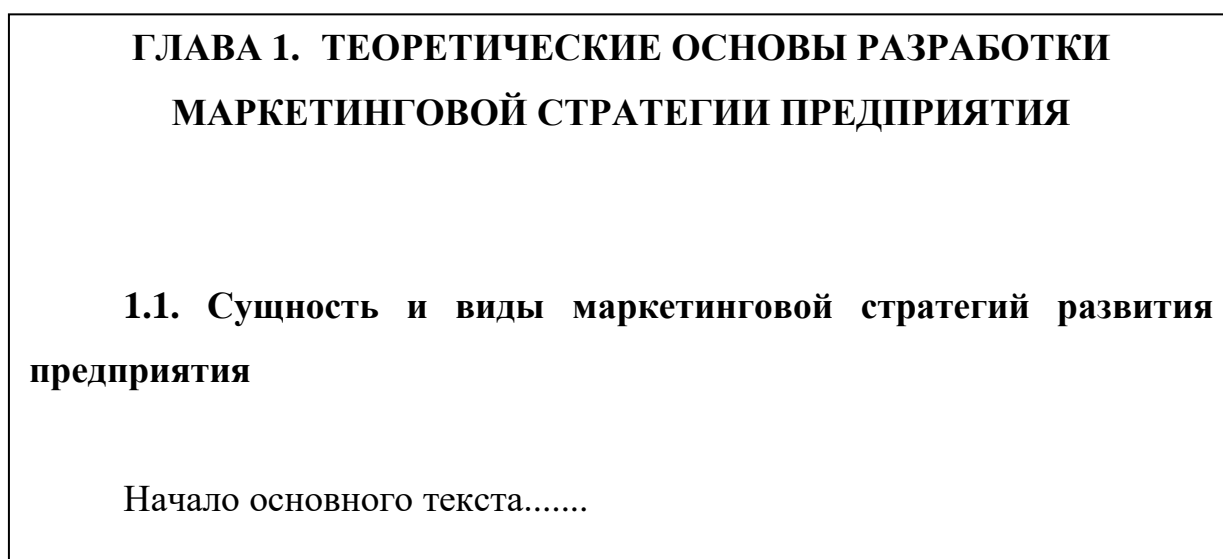 ГЛАВА 1. ТЕОРЕТИЧЕСКИЕ ОСНОВЫ РАЗРАБОТКИ
МАРКЕТИНГОВОЙ СТРАТЕГИИ ПРЕДПРИЯТИЯ
1.1. Сущность и виды маркетинговой стратегий развития
предприятия
Начало основного текста.......